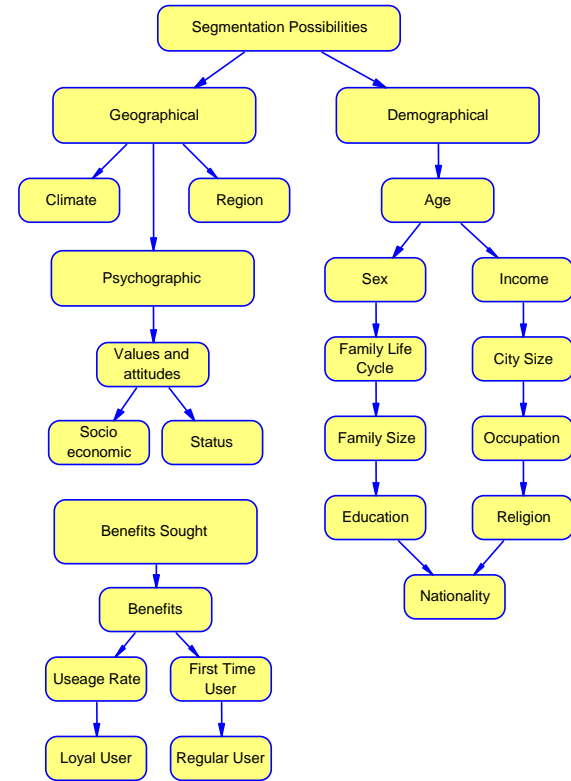 Segmentation Possibilities
Geographical
Demographical
Climate
Region
Age
Psychographic
Sex
Income
Values and
attitudes
Family Life
Cycle
City Size
Socio
economic
Status
Family Size
Occupation
Benefits Sought
Education
Religion
Benefits
Nationality
Useage Rate
First Time
User
Loyal User
Regular User